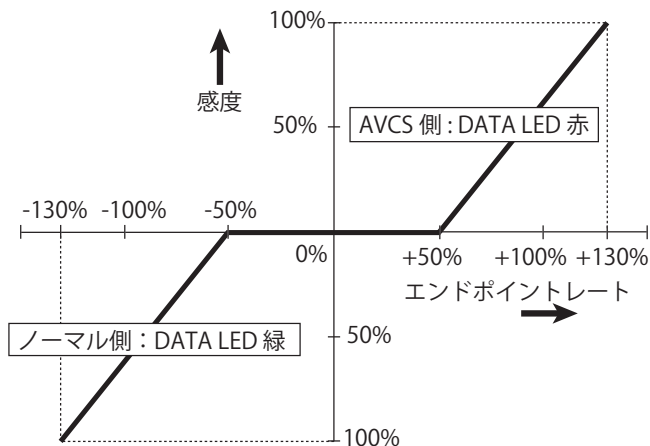 100%
感度
50%
AVCS 側 : DATA LED 赤
-130%
-100%
-50%
0%
+50%
+100%
+130%
エンドポイントレート
ノーマル側：DATA LED 緑
50%
100%